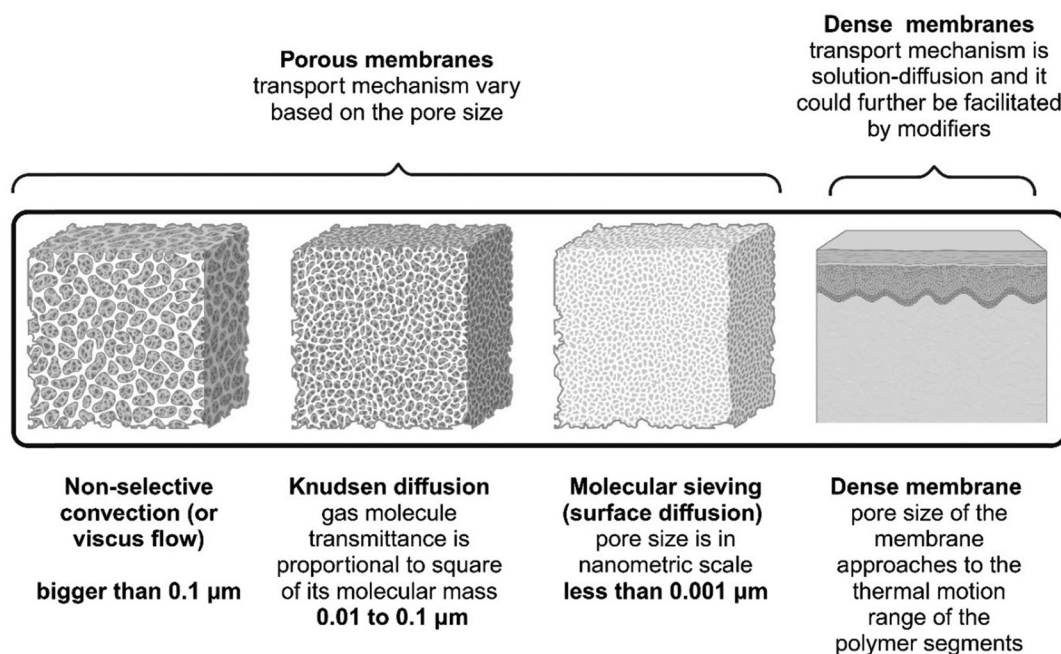 Porous membranes
transport mechanism vary
based on the pore size
Dense  membranes
transport mechanism is
solution-diffusion and it
could further be facilitated
by modifiers
Non-selective
convection (or
viscus flow)
bigger than 0.1 µm
Knudsen diffusion
gas molecule
transmittance is
proportional to square
of its molecular mass
0.01 to 0.1 µm
Molecular sieving
(surface diffusion)
pore size is in
nanometric scale
less than 0.001 µm
Dense membrane
pore size of the
membrane
approaches to the
thermal motion
range of the
polymer segments